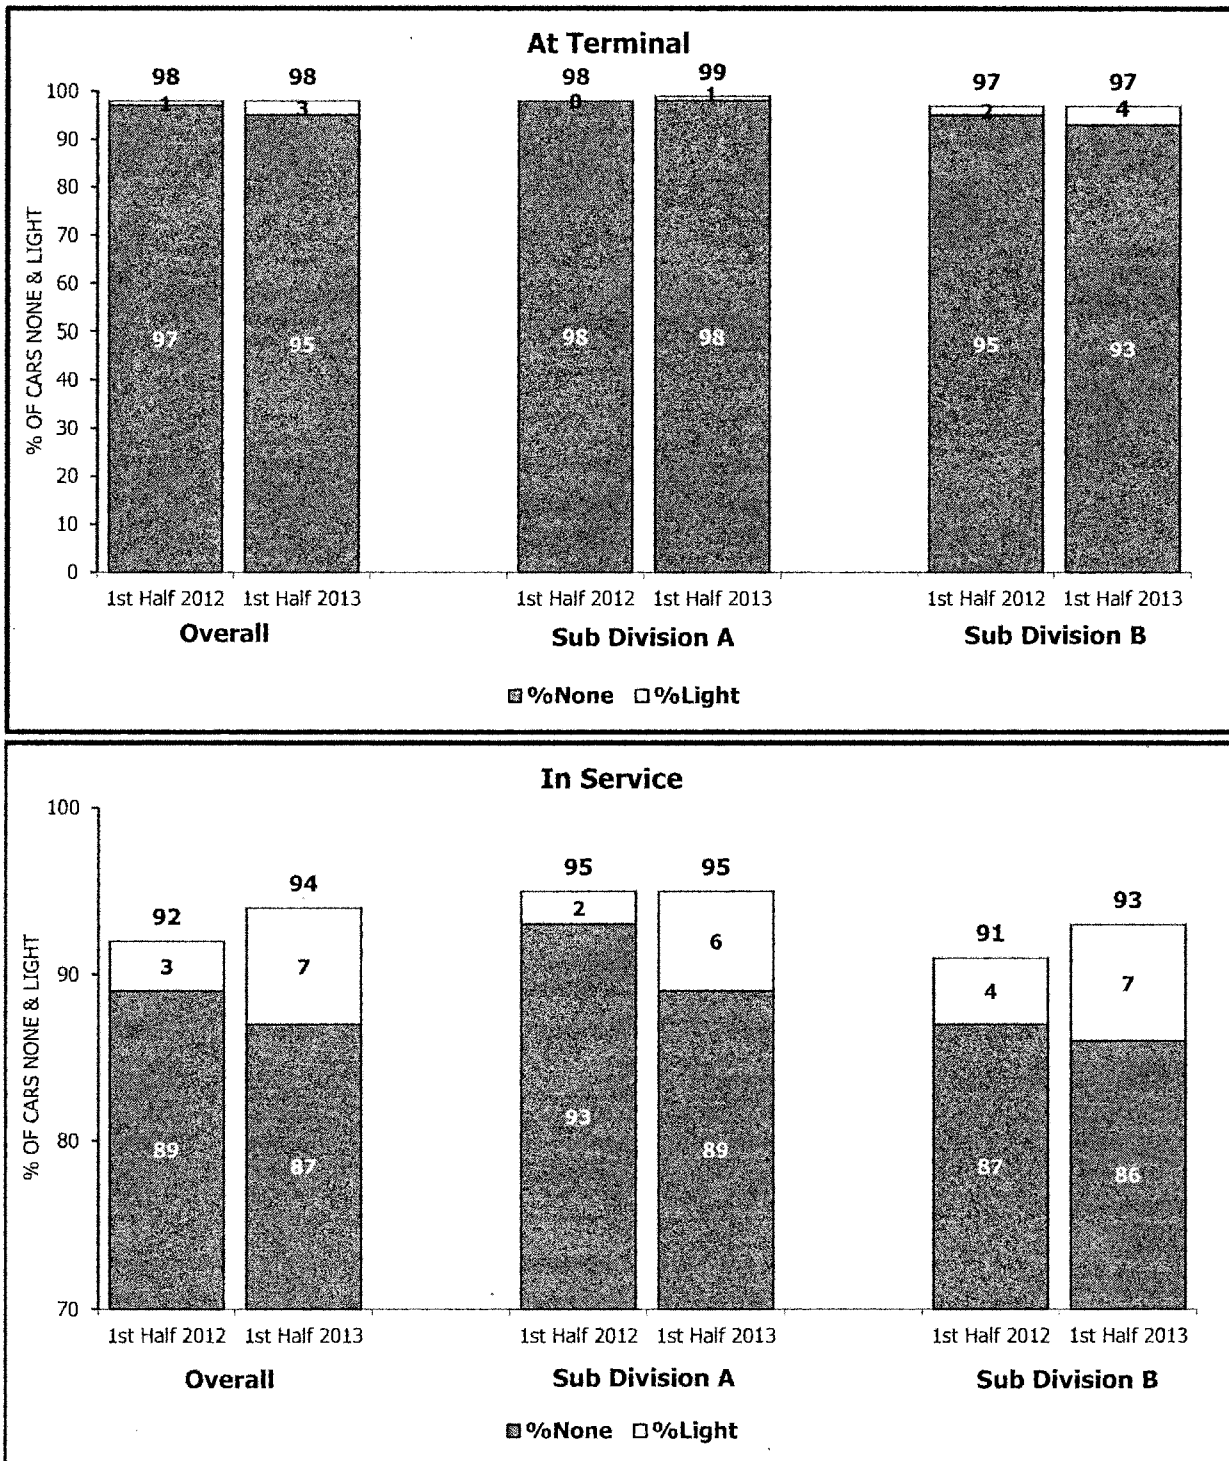 At Terminal
98 98 98 99 97 97
100
1 3 0 1 2 4
90
80
70
60
50
97 95 98 98 95 93
40
30
20
10
0
% OF CARS NONE & LIGHT
1st Half 2012 1st Half 2013 1st Half 2012 1st Half 2013 1st Half 2012 1st Half 2013
Overall Sub Division A Sub Division B
%None %Light
In Service
100
95 95
94 93
92 91
2
3 7 6 4 7
90
93
80
89 87 89 87 86
70
% OF CARS NONE & LIGHT
1st Half 2012 1st Half 2013 1st Half 2012 1st Half 2013 1st Half 2012 1st Half 2013
Overall Sub Division A Sub Division B
%None %Light